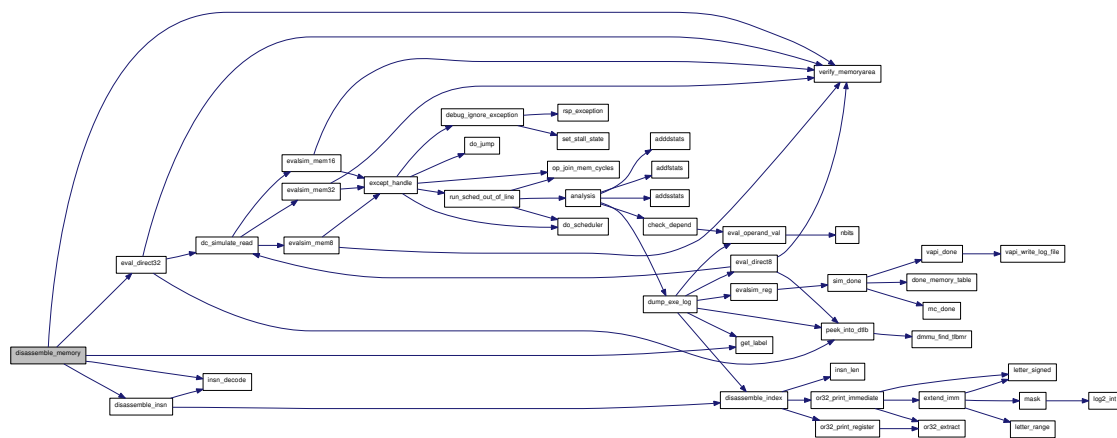 verify_memoryarea
rsp_exception
debug_ignore_exception
set_stall_state
adddstats
do_jump
evalsim_mem16
op_join_mem_cycles
addfstats
except_handle
evalsim_mem32
run_sched_out_of_line
analysis
addsstats
do_scheduler
check_depend
eval_operand_val
nbits
dc_simulate_read
evalsim_mem8
vapi_done
vapi_write_log_file
eval_direct32
eval_direct8
sim_done
done_memory_table
evalsim_reg
dump_exe_log
mc_done
peek_into_dtlb
dmmu_find_tlbmr
get_label
disassemble_memory
insn_len
letter_signed
insn_decode
disassemble_insn
disassemble_index
or32_print_immediate
extend_imm
mask
log2_int
or32_print_register
or32_extract
letter_range